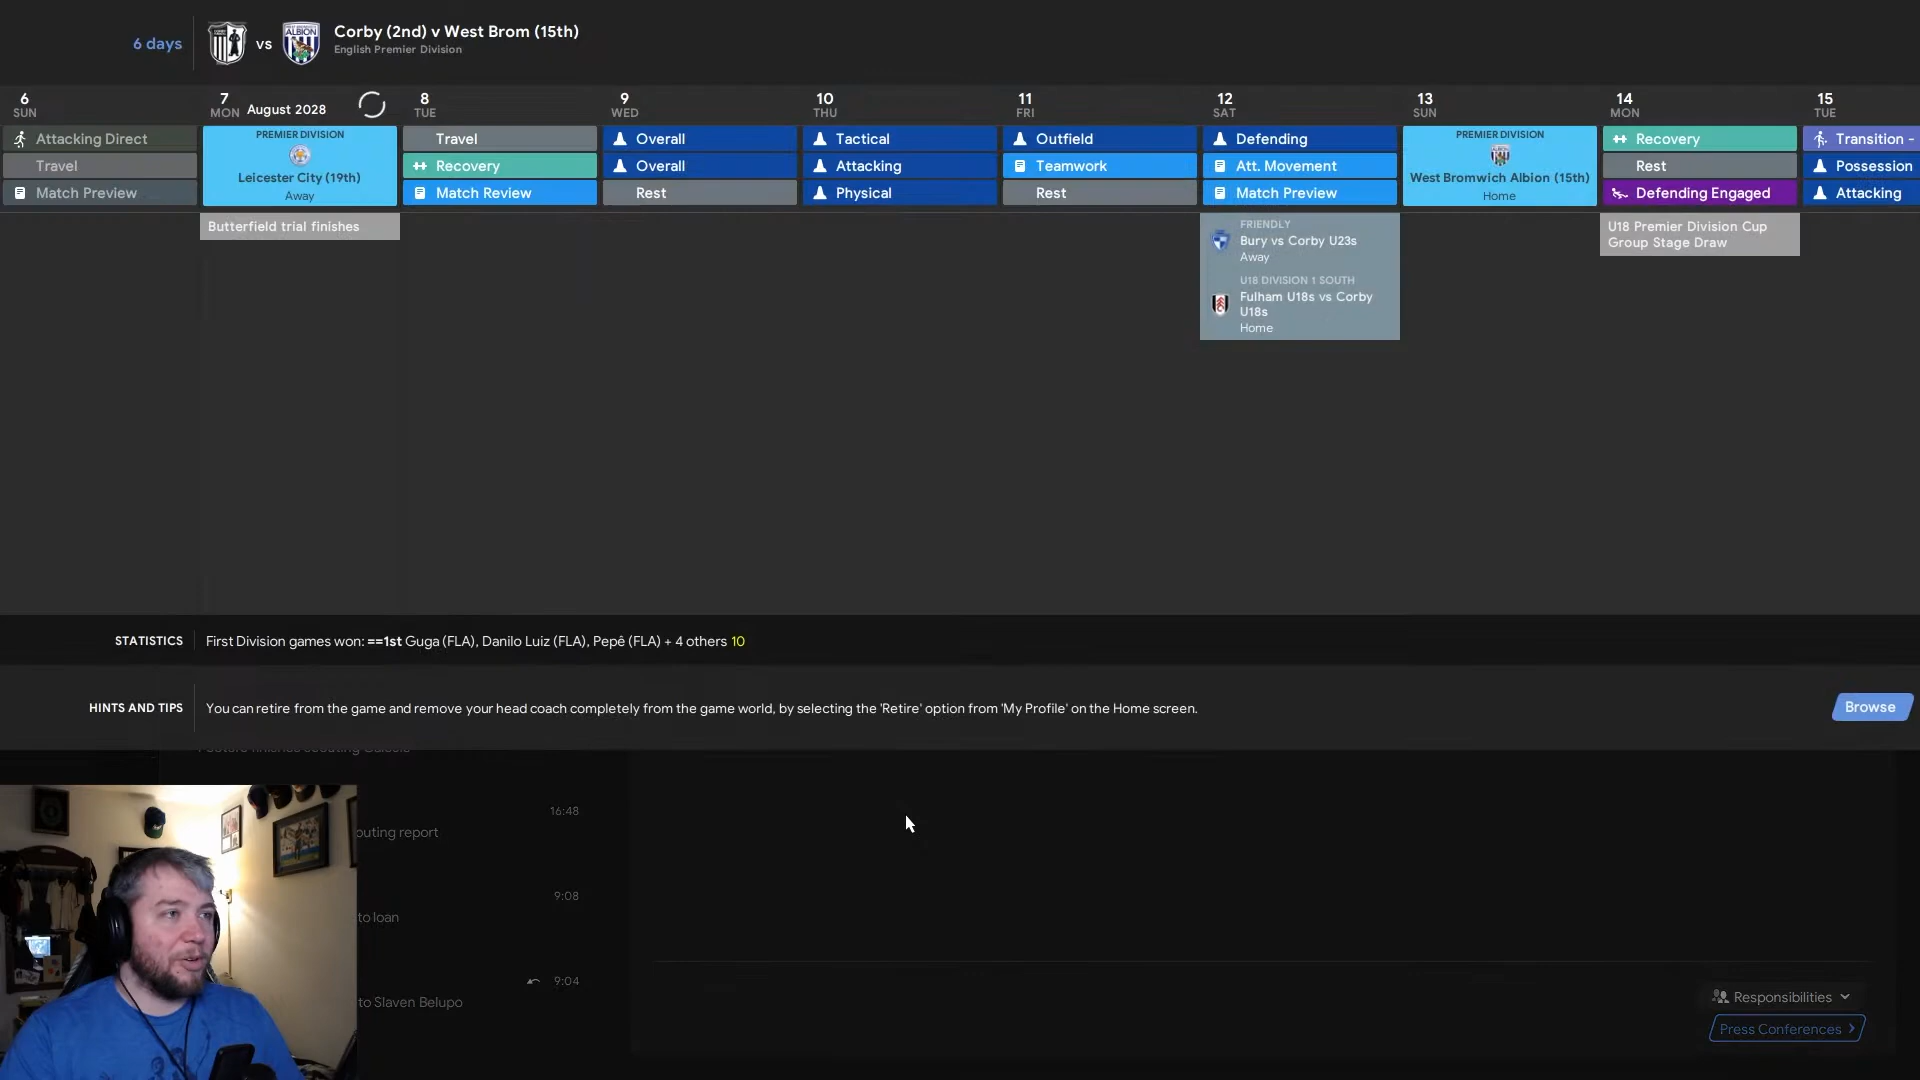 6 days
vs
Corby (2nd) v West Brom (15th)
English Premier Division
6
SUN
Attacking Direct
Travel
Match Preview
7
MON
August 2028
PREMIER DIVISION
Leicester City (19th)
Away
Butterfield trial finishes
8
TUE
Travel
Recovery
Match Review
9
WED
Overall
Overall
Rest
10
THU
Tactical
Attacking
Physical
11
FRI
Outfield
Teamwork
Rest
12
SAT
Defending
Att. Movement
Match Preview
FRIENDLY
Bury vs Corby U23s
Away
U18 DIVISION 1 SOUTH
Fulham U18s vs Corby
U18s
Home
13
SUN
PREMIER DIVISION
West Bromwich Albion (15th)
Home
14
MON
Recovery
Rest
Defending Engaged
U18 Premier Division Cup
Group Stage Draw
15
TUE
Transition -
Possession
Attacking
STATISTICS
First Division games won: ==1st Guga (FLA), Danilo Luiz (FLA), Pepê (FLA) + 4 others 10
HINTS AND TIPS
You can retire from the game and remove your head coach completely from the game world, by selecting the 'Retire' option from 'My Profile' on the Home screen.
Browse
finishes scouting
16:48
outing report
9:08
to loan
9:04
to Slaven Belupo
Responsibilities
Press Conferences